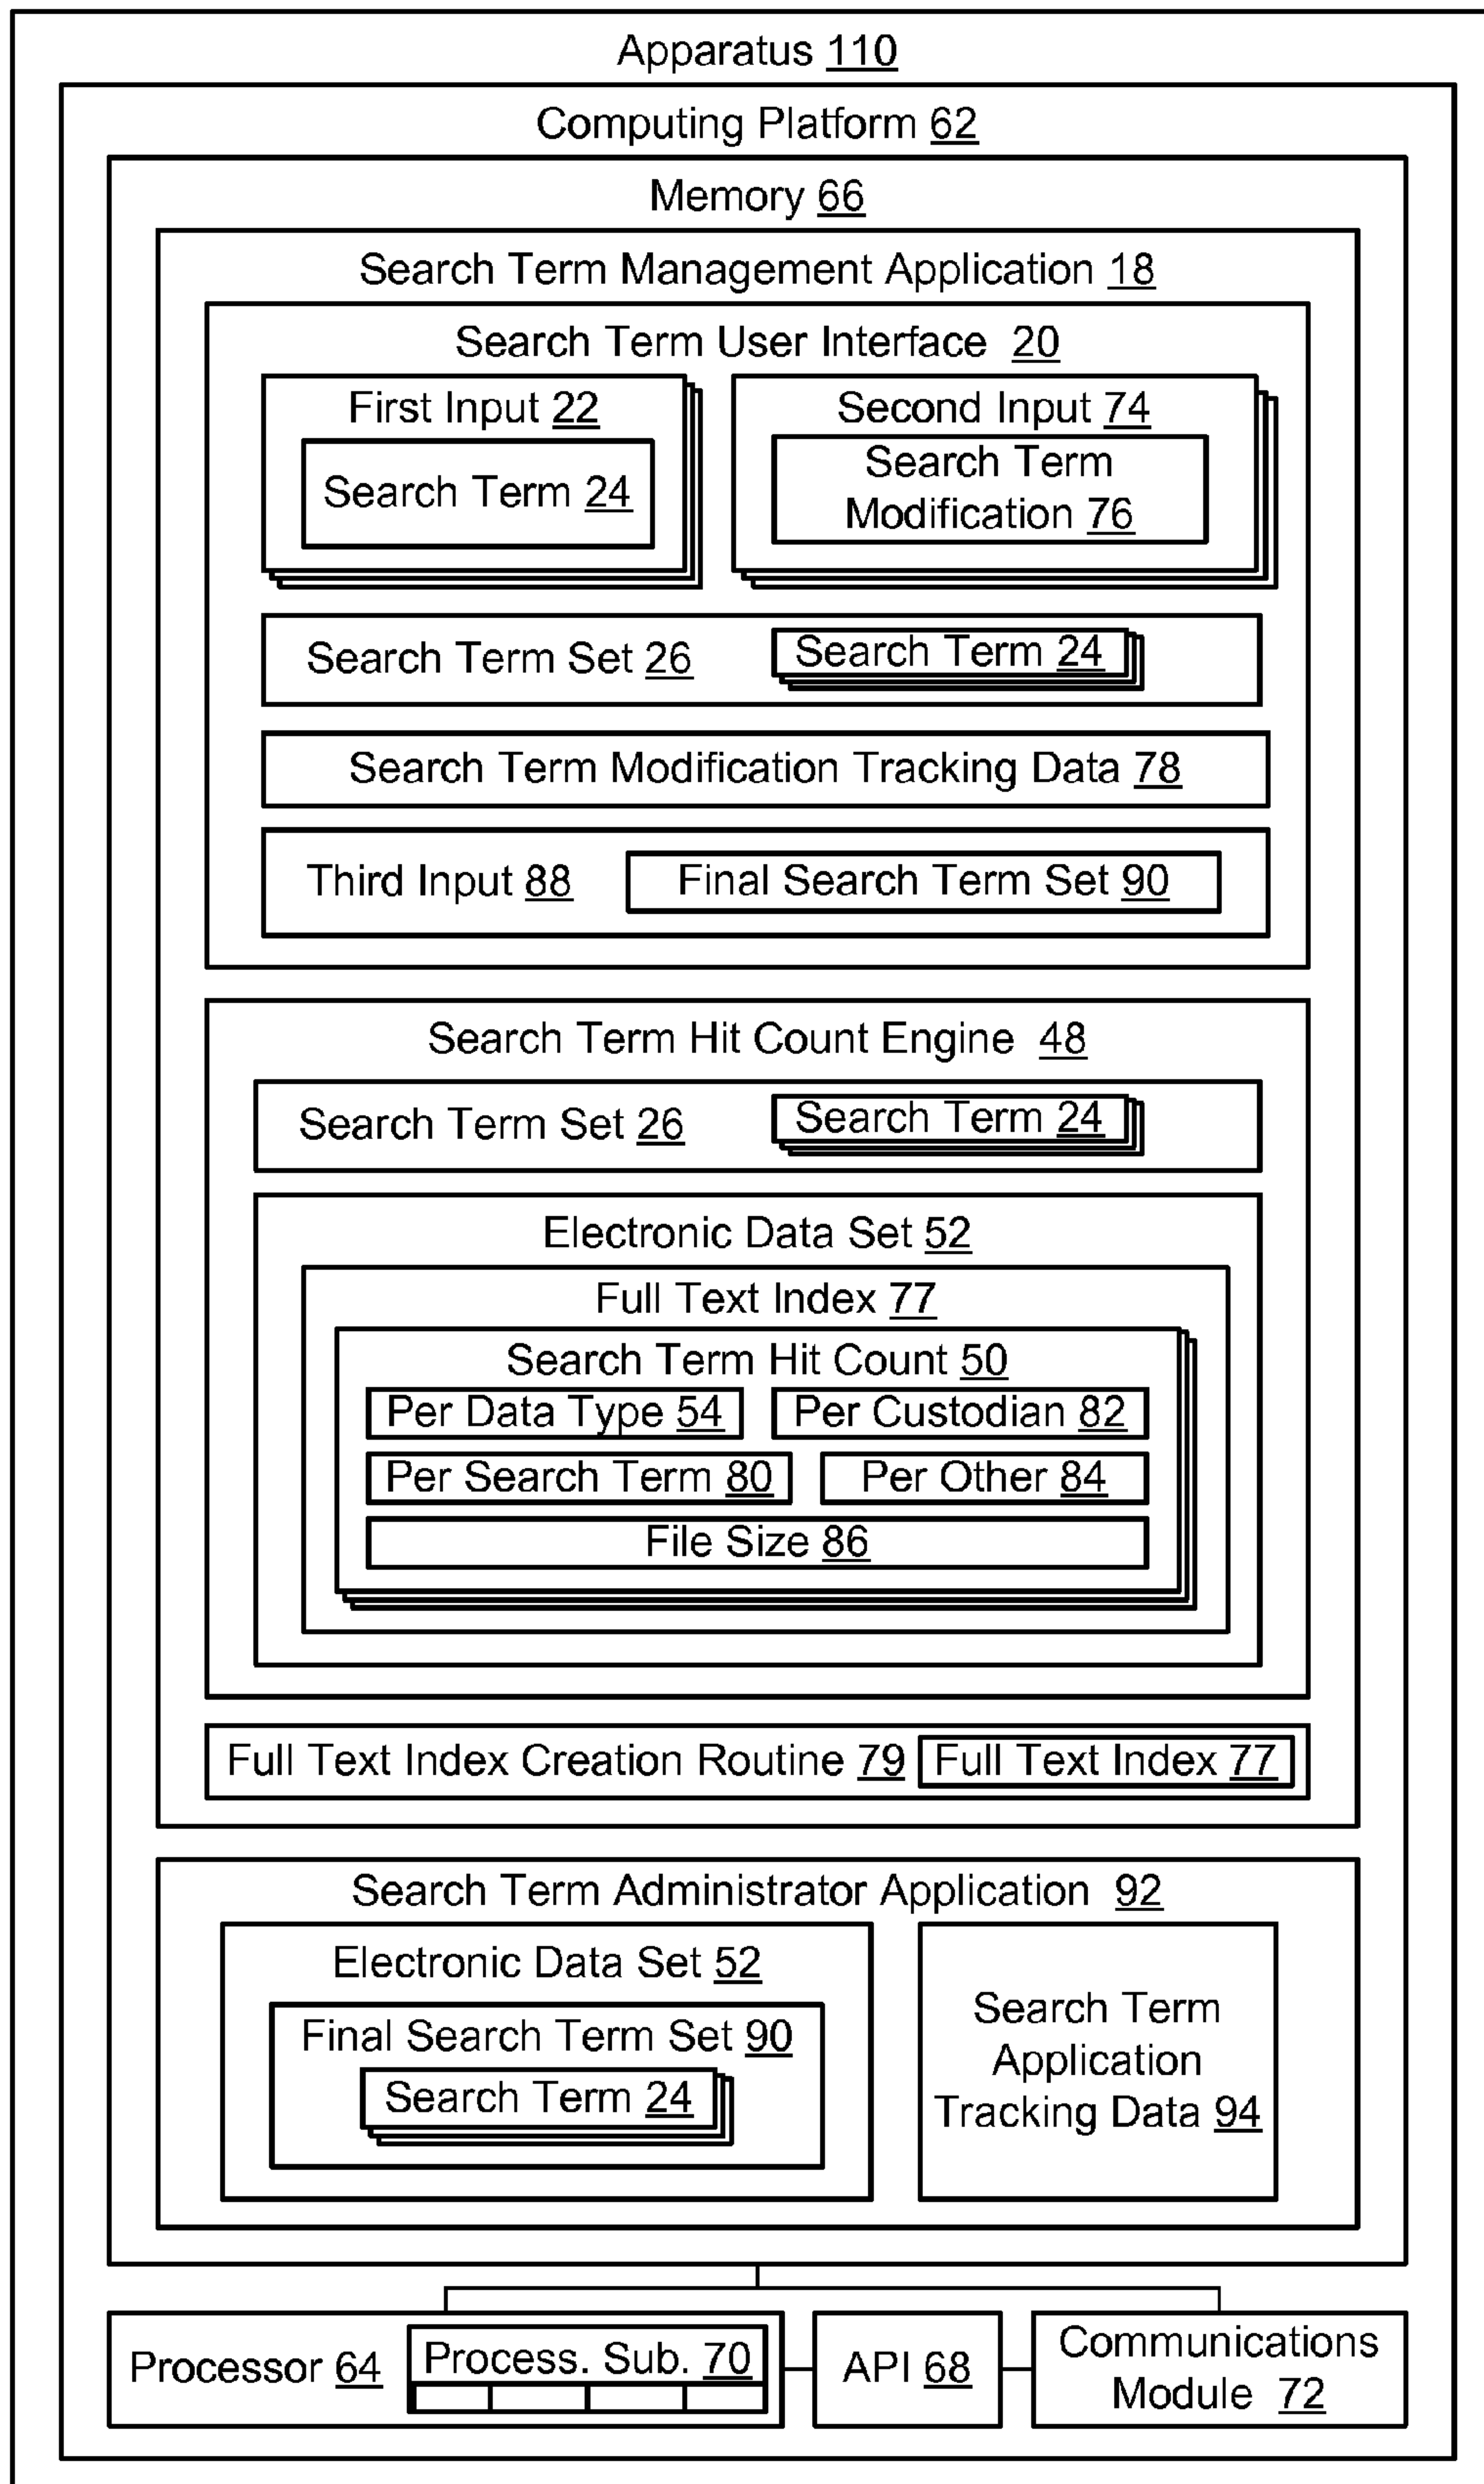 Apparatus 110
Computing Platform 62
Memory 66
Search Term Management Application 18
Search Term User Interface 20
First Input 22
Search Term 24
Second Input 74
Search Term
Modification 76
Search Term Set 26
Search Term 24
Search Term Modification Tracking Data 78
Third Input 88
Final Search Term Set 90
Search Term Hit Count Engine 48
Search Term Set 26
Search Term 24
Electronic Data Set 52
Full Text Index 77
Search Term Hit Count 50
Per Data Type 54
Per Custodian 82
Per Search Term 80
Per Other 84
File Size 86
Full Text Index Creation Routine 79
Full Text Index 77
Search Term Administrator Application 92
Electronic Data Set 52
Final Search Term Set 90
Search Term 24
Search Term
Application
Tracking Data 94
Processor 64
Process. Sub. 70
API 68
Communications
Module 72